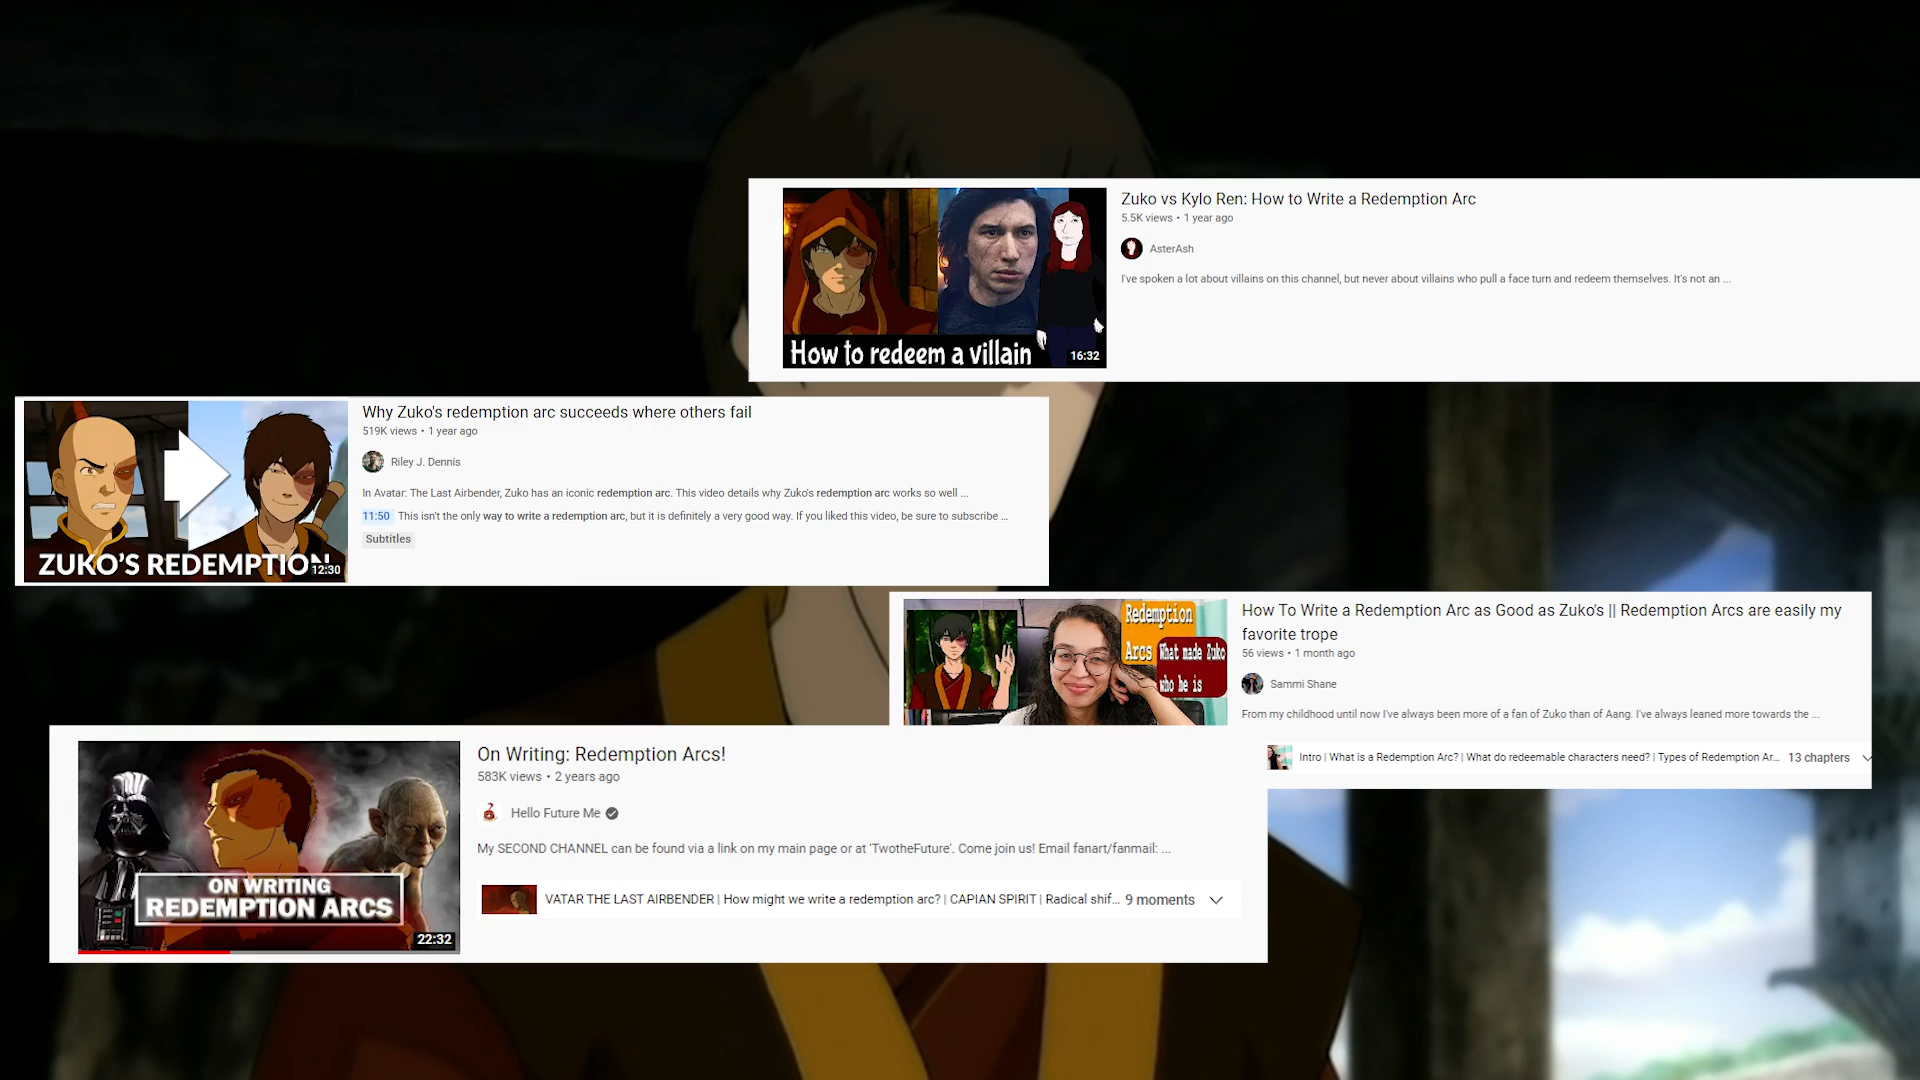 Zuko vs Kylo Ren: How to Write a Redemption Arc
5.5K views • 1 year ago
AsterAsh
I've spoken a lot about villains on this channel, but never about villains who pull a face turn and redeem themselves. It's not an ...
How to redeem a villain
16:32
Why Zuko's redemption arc succeeds where others fail
519K views • 1 year ago
Riley J. Dennis
In Avatar: The Last Airbender, Zuko has an iconic redemption arc. This video details why Zuko's redemption arc works so well ...
11:50 This isn't the only way to write a redemption arc, but it is definitely a very good way. If you liked this video, be sure to subscribe ...
Subtitles
ZUKO'S REDEMPTION
12:30
Redemption
Arcs
What made Zuko
who he is
How To Write a Redemption Arc as Good as Zuko's || Redemption Arcs are easily my
favorite trope
56 views • 1 month ago
Sammi Shane
From my childhood until now I've always been more of a fan of Zuko than of Aang. I've always leaned more towards the ...
Intro | What is a Redemption Arc? | What do redeemable characters need? | Types of Redemption Ar... 13 chapters
On Writing: Redemption Arcs!
583K views • 2 years ago
Hello Future Me
My SECOND CHANNEL can be found via a link on my main page or at 'TwotheFuture'. Come join us! Email fanart/fanmail: ...
VATAR THE LAST AIRBENDER | How might we write a redemption arc? | CAPIAN SPIRIT | Radical shif... 9 moments
ON WRITING
REDEMPTION ARCS
22:32